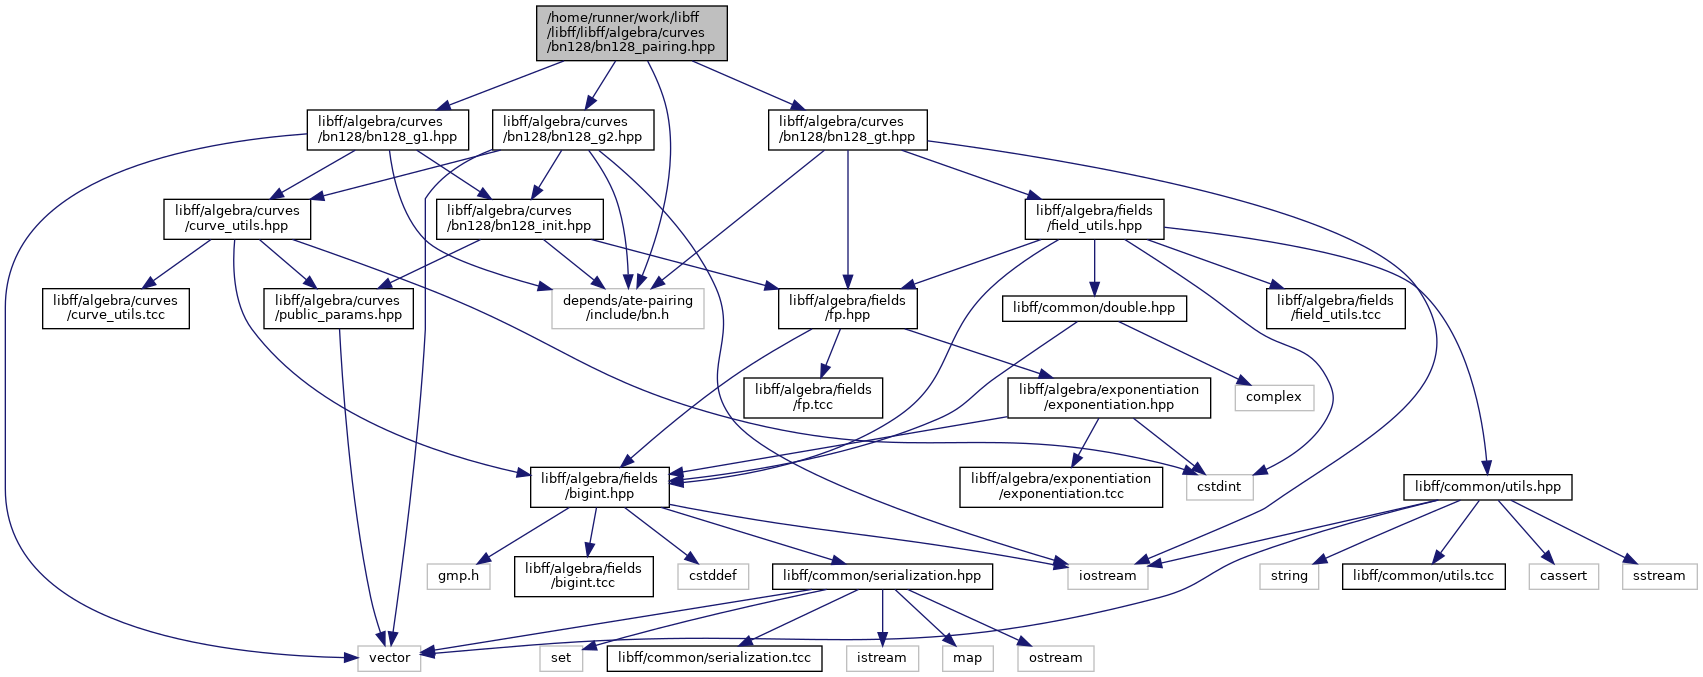 /home/runner/work/libff
/libff/libff/algebra/curves
/bn128/bn128_pairing.hpp
libff/algebra/curves
/bn128/bn128_g1.hpp
libff/algebra/curves
/bn128/bn128_g2.hpp
libff/algebra/curves
/bn128/bn128_gt.hpp
libff/algebra/curves
/curve_utils.hpp
libff/algebra/curves
/bn128/bn128_init.hpp
libff/algebra/fields
/field_utils.hpp
libff/algebra/curves
/curve_utils.tcc
libff/algebra/curves
/public_params.hpp
depends/ate-pairing
/include/bn.h
libff/algebra/fields
/fp.hpp
libff/common/double.hpp
libff/algebra/fields
/field_utils.tcc
libff/algebra/fields
/fp.tcc
libff/algebra/exponentiation
/exponentiation.hpp
complex
libff/algebra/fields
/bigint.hpp
libff/algebra/exponentiation
/exponentiation.tcc
cstdint
libff/common/utils.hpp
gmp.h
libff/algebra/fields
/bigint.tcc
cstddef
libff/common/serialization.hpp
iostream
string
libff/common/utils.tcc
cassert
sstream
vector
set
libff/common/serialization.tcc
istream
map
ostream